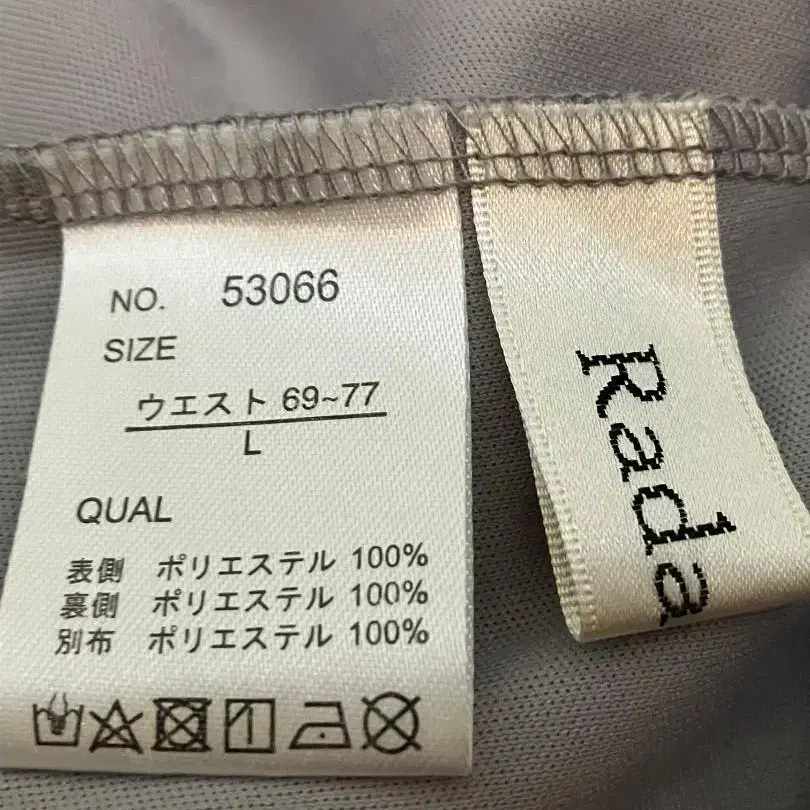 NO. 53066
SIZE
ウエスト 69~77
L
QUAL
表側 ポリエステル 100%
裏側 ポリエステル 100%
別布 ポリエステル 100%
Rada